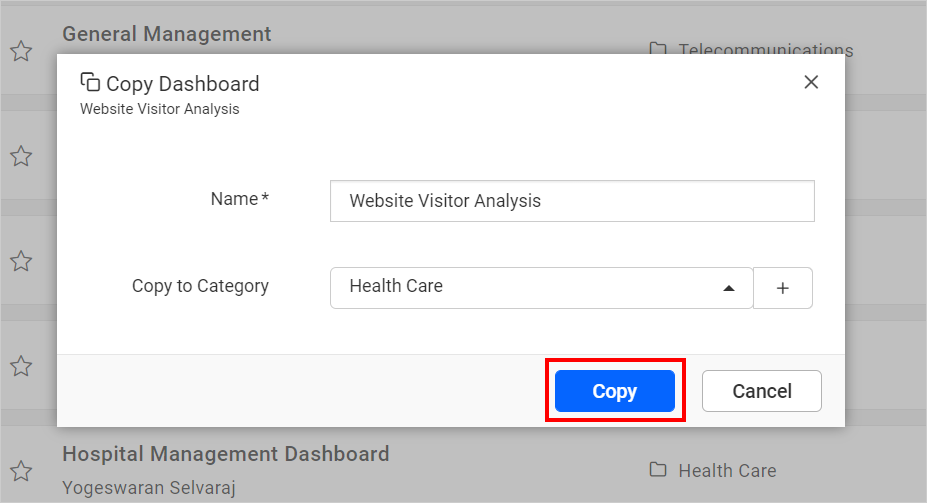 General Management
Telecommunications
Copy Dashboard
Website Visitor Analysis
Name*
Website Visitor Analysis
Copy to Category
Health Care
+
Copy
Cancel
Hospital Management Dashboard
Health Care
Yogeswaran Selvaraj